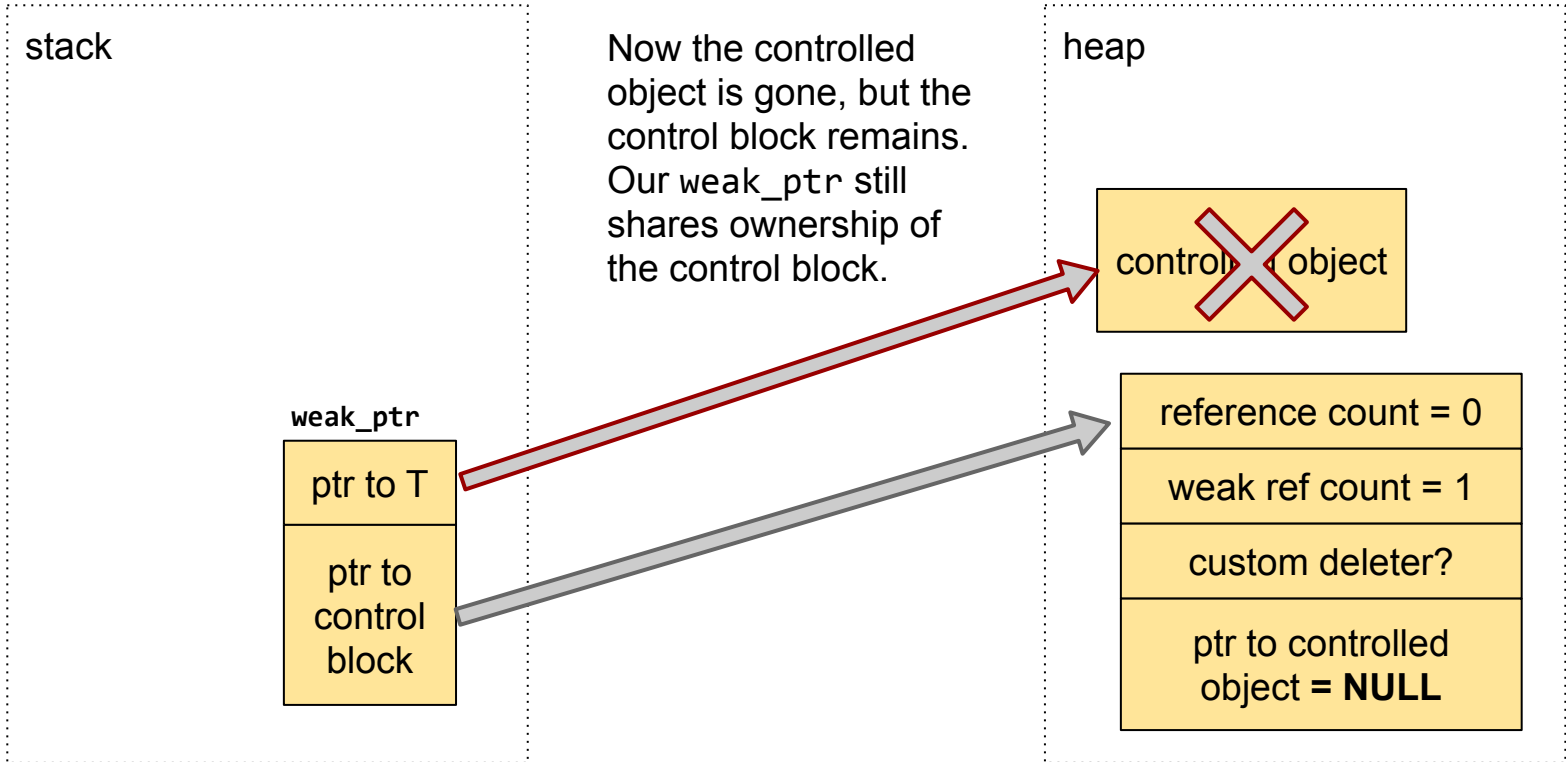 stack
Now the controlled
object is gone, but the
control block remains.
Our weak_ptr still
shares ownership of
the control block.
heap
controlled object
weak_ptr
ptr to T
ptr to
control
block
reference count = 0
weak ref count = 1
custom deleter?
ptr to controlled
object = NULL